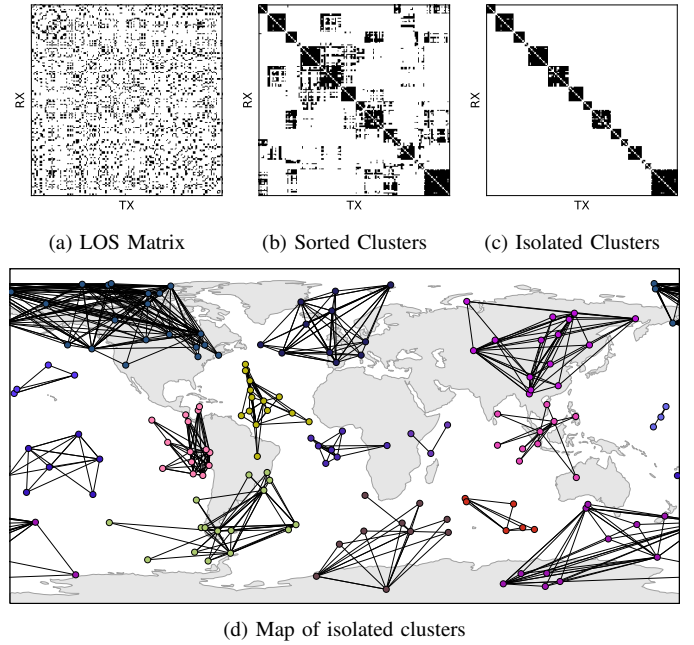 RX
TX
RX
TX
RX
TX
(a) LOS Matrix
(b) Sorted Clusters
(c) Isolated Clusters
(d) Map of isolated clusters